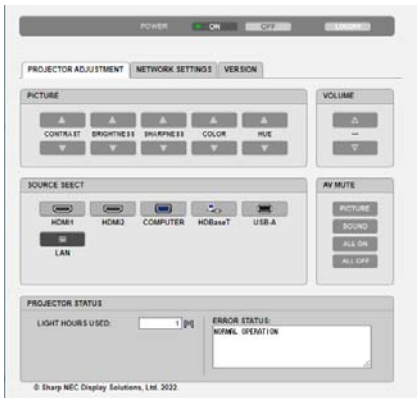 POWER ON OFF LOGOFF
PROJECTOR ADJUSTMENT NETWORK SETTINGS VERSION
PICTURE
CONTRAST BRIGHTNESS SHARPNESS COLOR HUE
VOLUME
--
SOURCE SEECT
HDMI1 HDMI2 COMPUTER HDBaseT USB-A
LAN
AV MUTE
PICTURE
SOUND
ALL ON
ALL OFF
PROJECTOR STATUS
LIGHT HOURS USED: 1 [H]
ERROR STATUS:
NORMAL OPERATION
© Sharp NEC Display Solutions, Ltd. 2022.